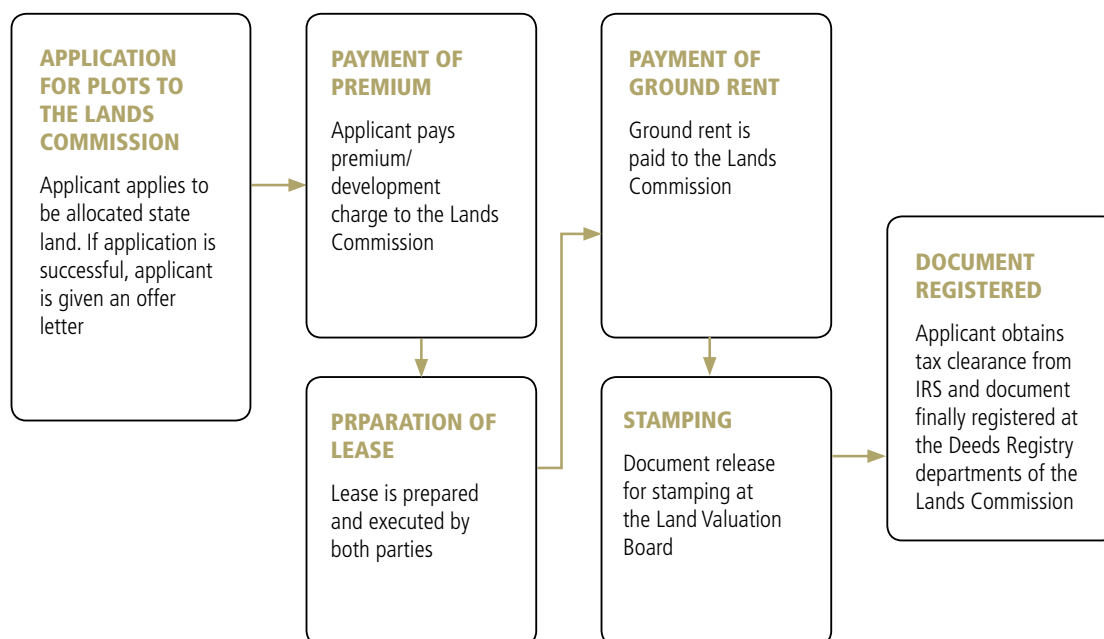 APPLICATION
FOR PLOTS TO
THE LANDS
COMMISSION
Applicant applies to
be allocated state
land. If application is
successful, applicant
is given an offer
letter
PAYMENT OF
PREMIUM
Applicant pays
premium/
development
charge to the Lands
Commission
PRPARATION OF
LEASE
Lease is prepared
and executed by
both parties
PAYMENT OF
GROUND RENT
Ground rent is
paid to the Lands
Commission
STAMPING
Document release
for stamping at
the Land Valuation
Board
DOCUMENT
REGISTERED
Applicant obtains
tax clearance from
IRS and document
finally registered at
the Deeds Registry
departments of the
Lands Commission